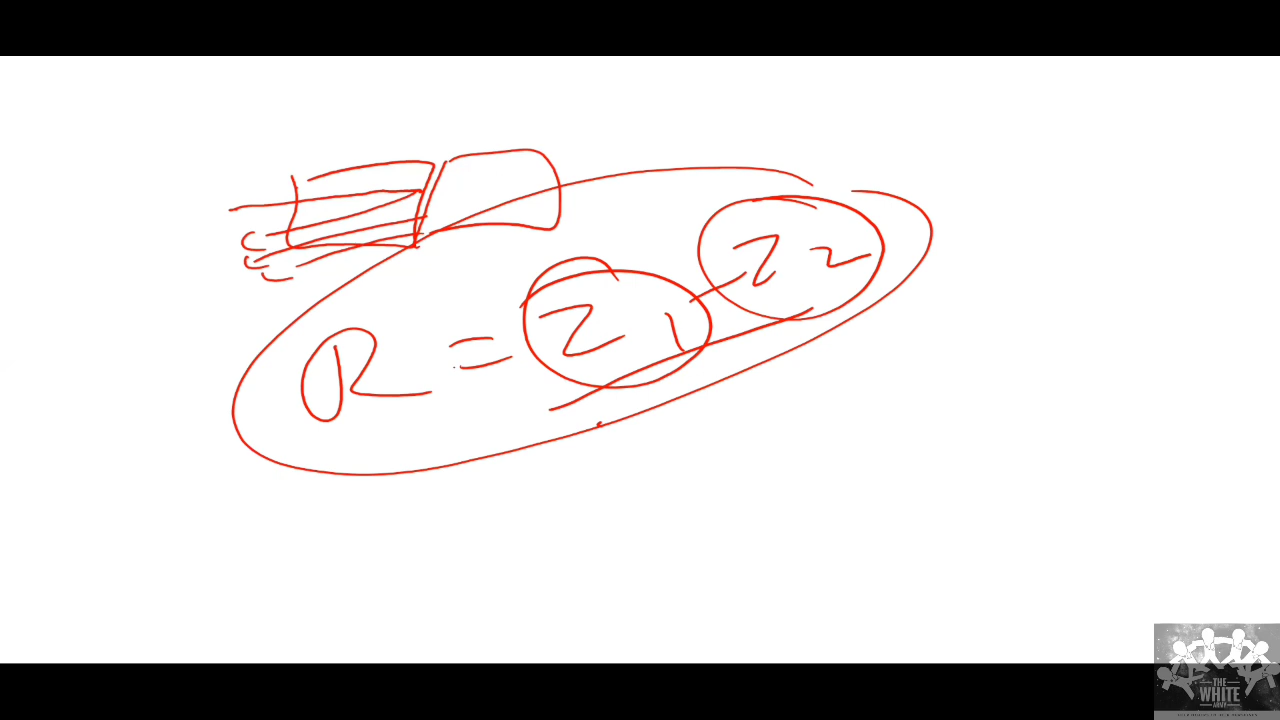 R = Z1 - Z2
THE
WHITE
ARMY